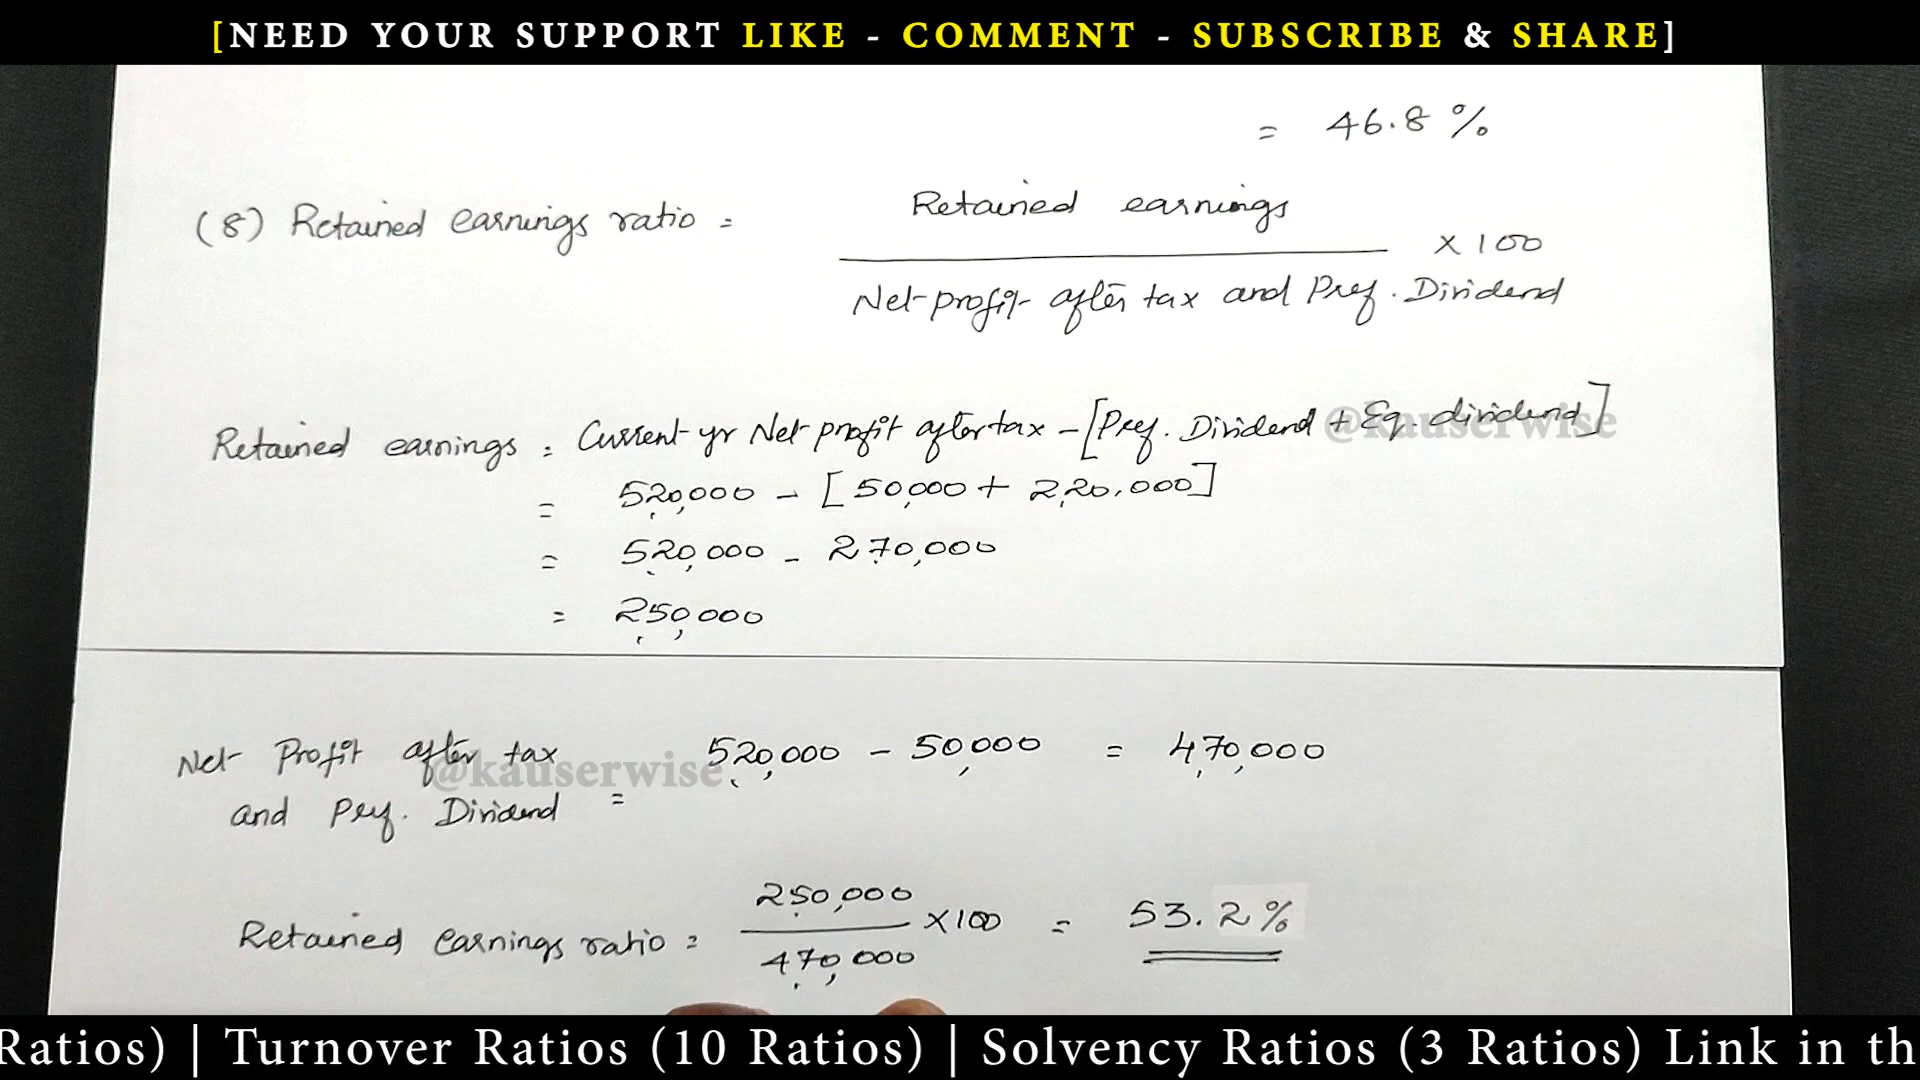 [NEED YOUR SUPPORT LIKE - COMMENT - SUBSCRIBE & SHARE]
= 46.8 %
(8) Retained earnings ratio = Retained earnings
× 100
Net profit after tax and Pref. Dividend
Retained earnings = Current yr Net profit after tax - [Pref. Dividend + Eq. dividend]
@kauserwise
= 520,000 - [50,000 + 2,20,000]
= 520,000 - 270,000
= 250,000
Net Profit after tax
and Pref. Dividend = 520,000 - 50,000 = 470,000
@kauserwise
Retained earnings ratio = 250,000
× 100 = 53.2 %
470,000
Ratios) | Turnover Ratios (10 Ratios) | Solvency Ratios (3 Ratios) Link in th